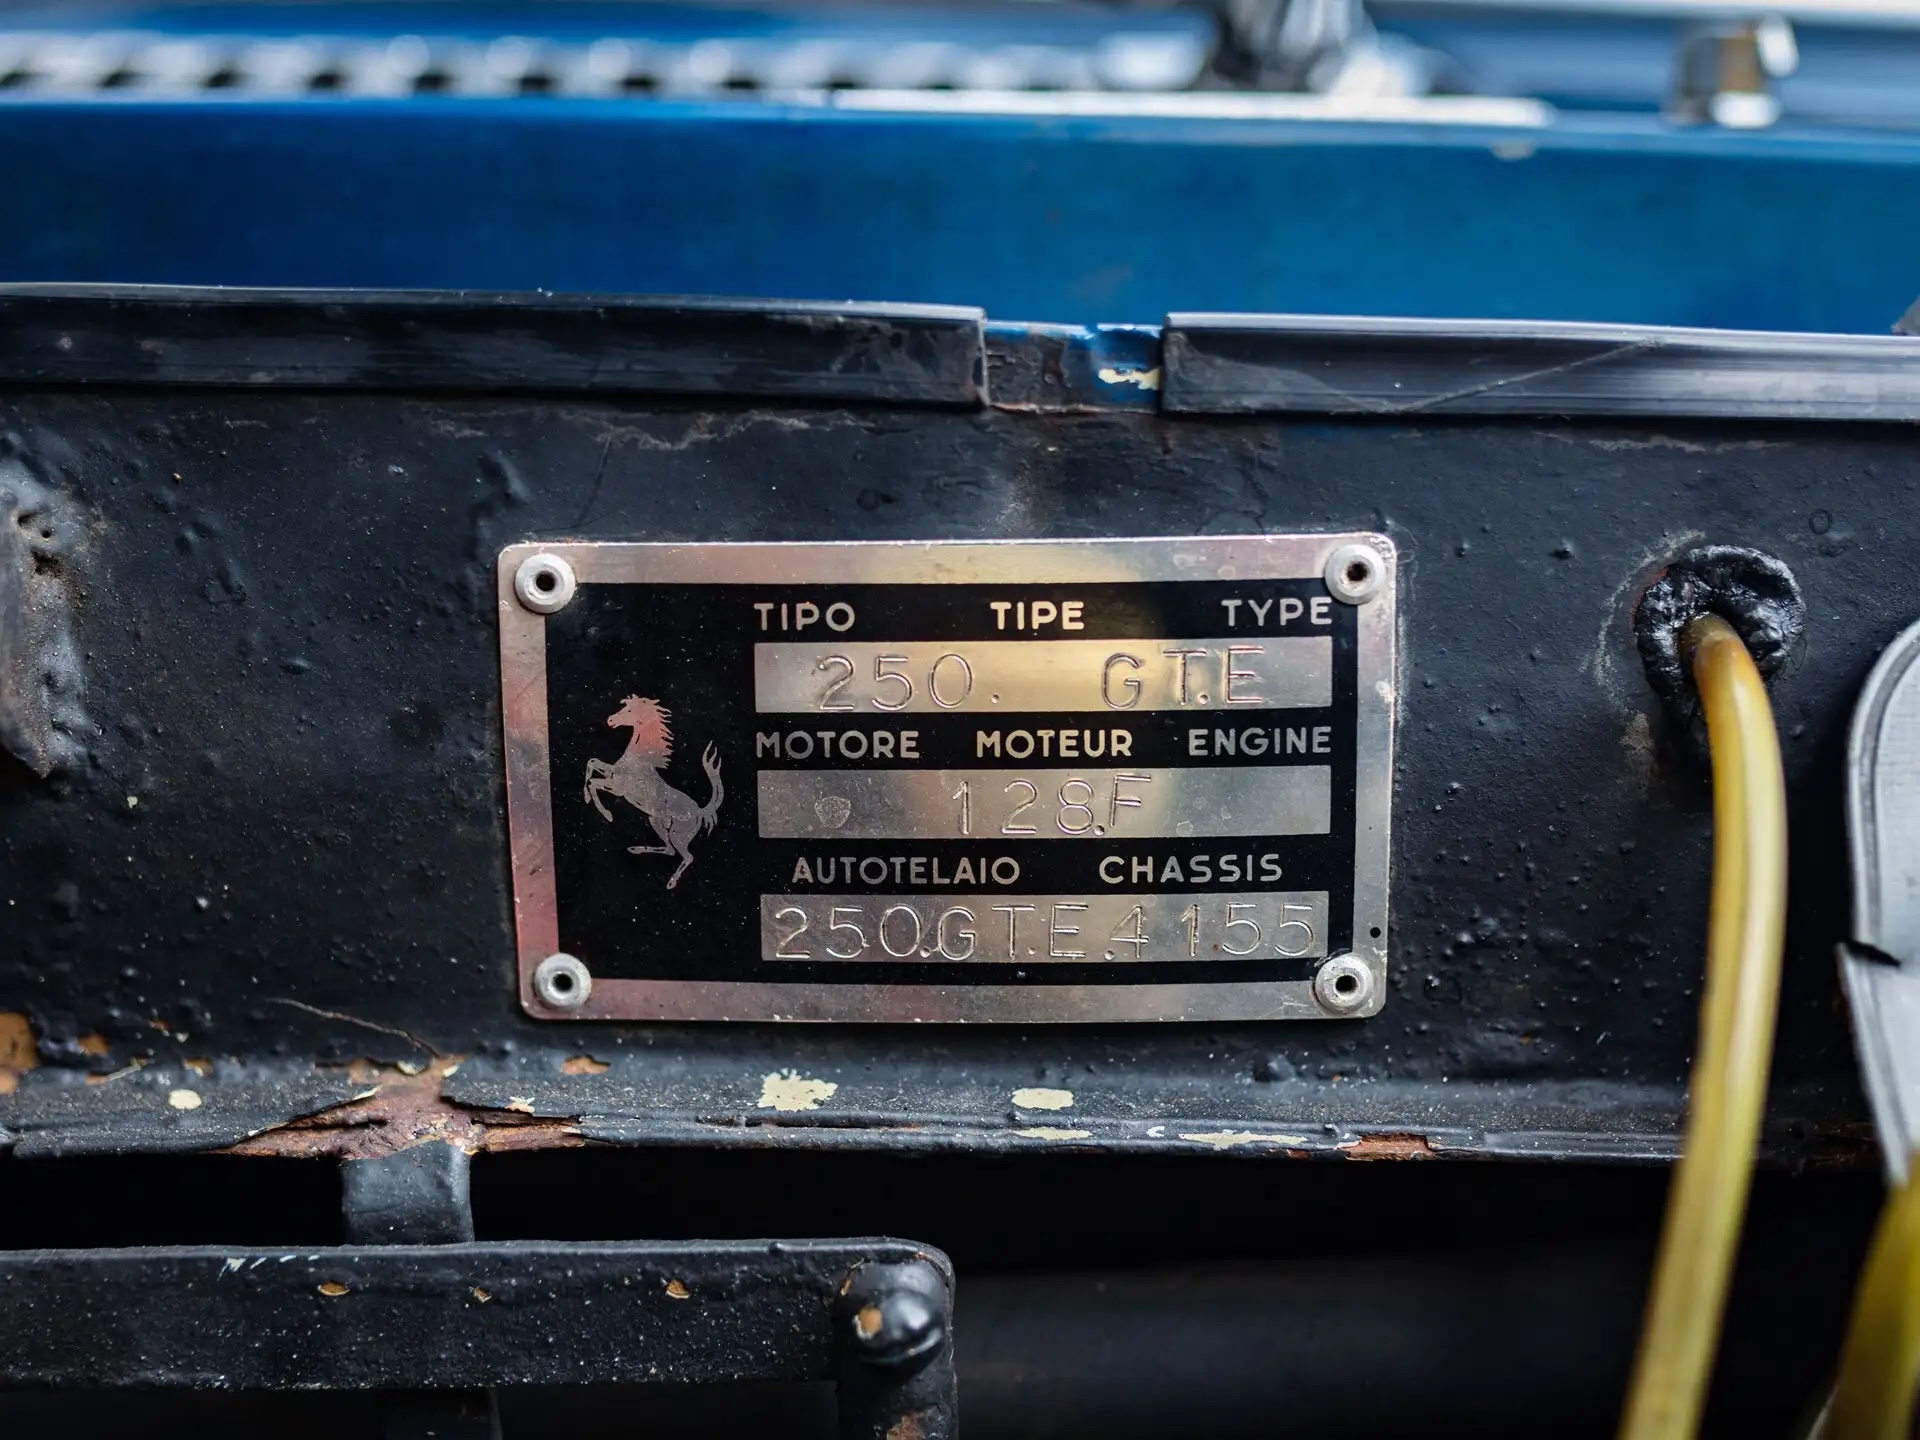 TIPO TIPE TYPE
250. GT.E
MOTORE MOTEUR ENGINE
128.F
AUTOTELAIO CHASSIS
250.GT.E.4155